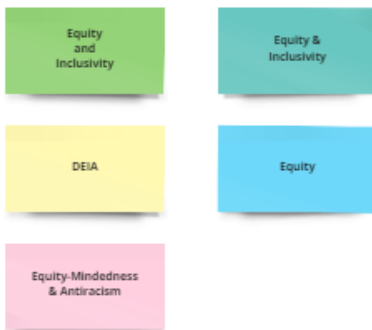 Equity
and
Inclusivity
Equity &
Inclusivity
DEIA
Equity
Equity-Mindedness
& Antiracism